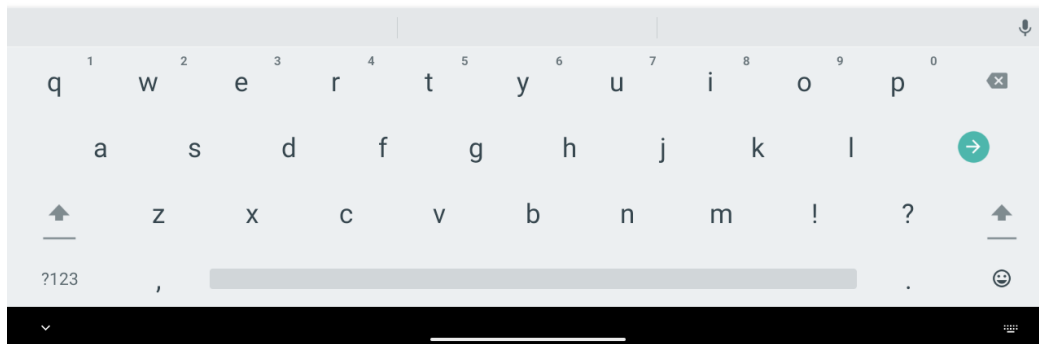 1 2 3 4 5 6 7 8 9 0
q w e r t y u i o p
a s d f g h j k l
z x c v b n m ! ?
?123 , .